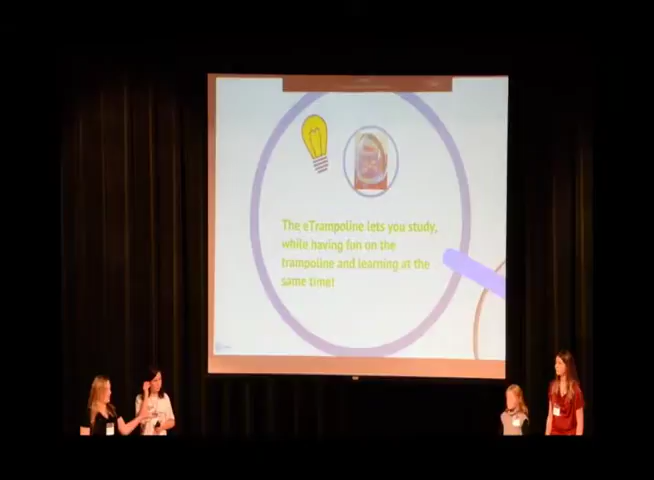 The eTrampoline lets you study,
while having fun on the
trampoline and learning at the
same time!